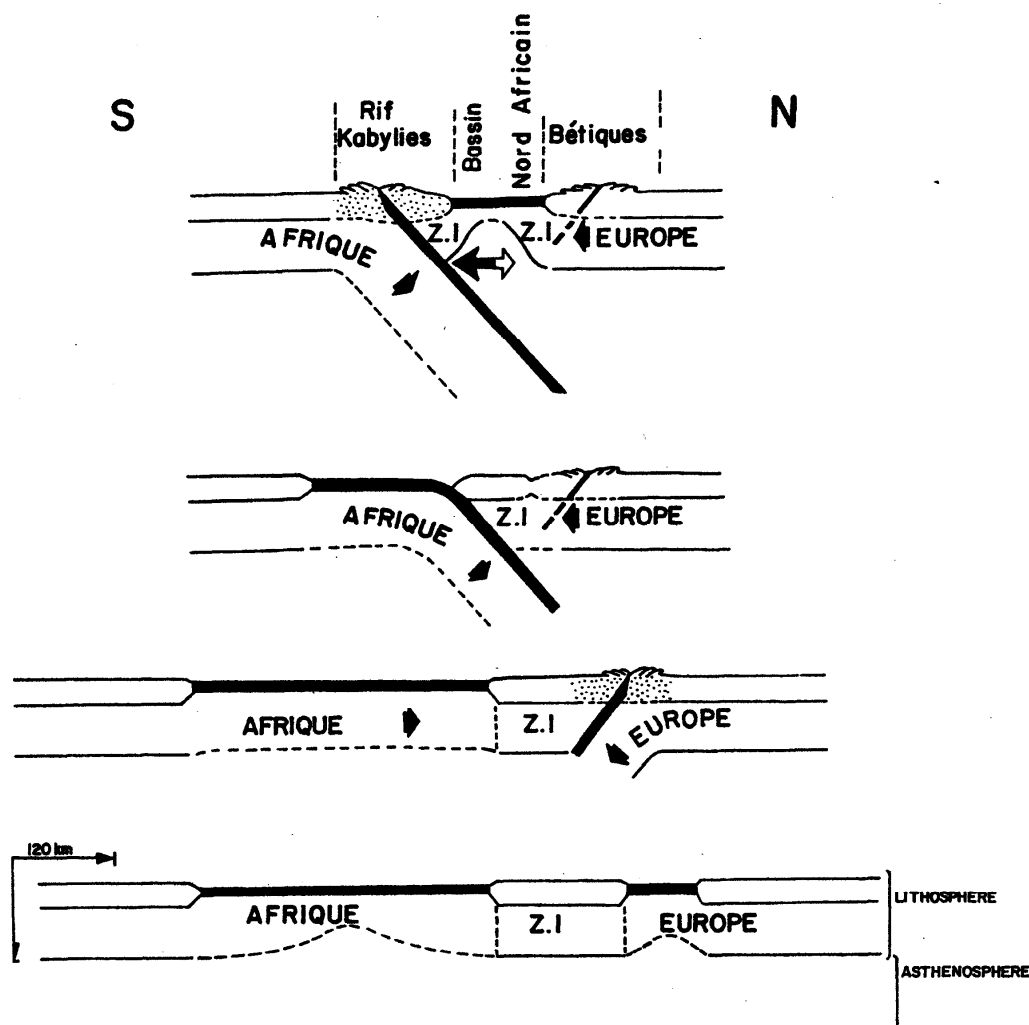 S
Rif
Kabylies
Bassin
Nord Africain
Bétiques
N
AFRIQUE
Z.I
Z.I
EUROPE
AFRIQUE
Z.I
EUROPE
AFRIQUE
Z.I
EUROPE
120 km
AFRIQUE
Z.I
EUROPE
LITHOSPHERE
ASTHENOSPHERE